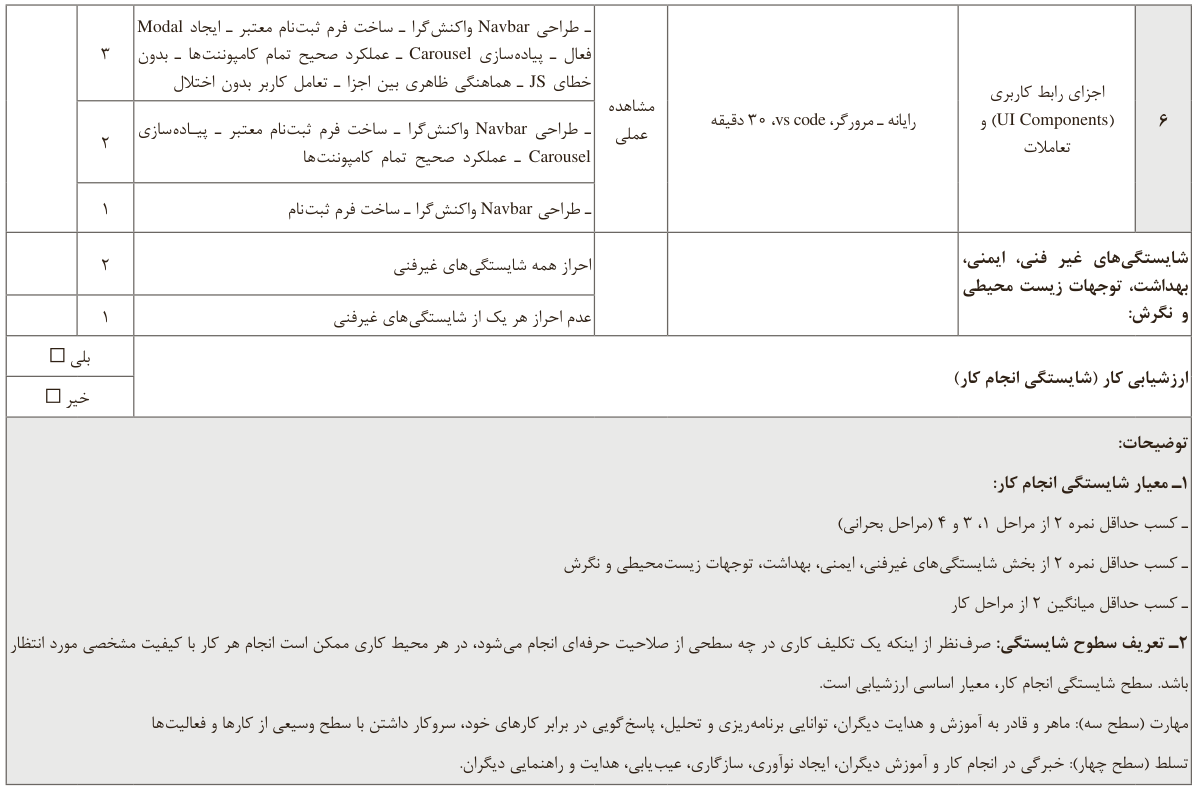 ۶
اجزای رابط کاربری
(UI Components) و
تعاملات
رایانه ـ مرورگر، vs code، ۳۰ دقیقه
مشاهده
عملی
ـ طراحی Navbar واکنش‌گرا ـ ساخت فرم ثبت‌نام معتبر ـ ایجاد Modal
فعال ـ پیاده‌سازی Carousel ـ عملکرد صحیح تمام کامپوننت‌ها ـ بدون
خطای JS ـ هماهنگی ظاهری بین اجزا ـ تعامل کاربر بدون اختلال
۳
ـ طراحی Navbar واکنش‌گرا ـ ساخت فرم ثبت‌نام معتبر ـ پیـاده‌سازی
Carousel ـ عملکرد صحیح تمام کامپوننت‌ها
۲
ـ طراحی Navbar واکنش‌گرا ـ ساخت فرم ثبت‌نام
۱
شایستگی‌های غیر فنی، ایمنی،
بهداشت، توجهات زیست محیطی
و نگرش:
احراز همه شایستگی‌های غیرفنی
۲
عدم احراز هر یک از شایستگی‌های غیرفنی
۱
ارزشیابی کار (شایستگی انجام کار)
بلی □
خیر □
توضیحات:
۱ـ معیار شایستگی انجام کار:
ـ کسب حداقل نمره ۲ از مراحل ۱، ۳ و ۴ (مراحل بحرانی)
ـ کسب حداقل نمره ۲ از بخش شایستگی‌های غیرفنی، ایمنی، بهداشت، توجهات زیست‌محیطی و نگرش
ـ کسب حداقل میانگین ۲ از مراحل کار
۲ـ تعریف سطوح شایستگی: صرف‌نظر از اینکه یک تکلیف کاری در چه سطحی از صلاحیت حرفه‌ای انجام می‌شود، در هر محیط کاری ممکن است انجام هر کار با کیفیت مشخصی مورد انتظار
باشد. سطح شایستگی انجام کار، معیار اساسی ارزشیابی است.
مهارت (سطح سه): ماهر و قادر به آموزش و هدایت دیگران، توانایی برنامه‌ریزی و تحلیل، پاسخ‌گویی در برابر کارهای خود، سروکار داشتن با سطح وسیعی از کارها و فعالیت‌ها
تسلط (سطح چهار): خبرگی در انجام کار و آموزش دیگران، ایجاد نوآوری، سازگاری، عیب‌یابی، هدایت و راهنمایی دیگران.